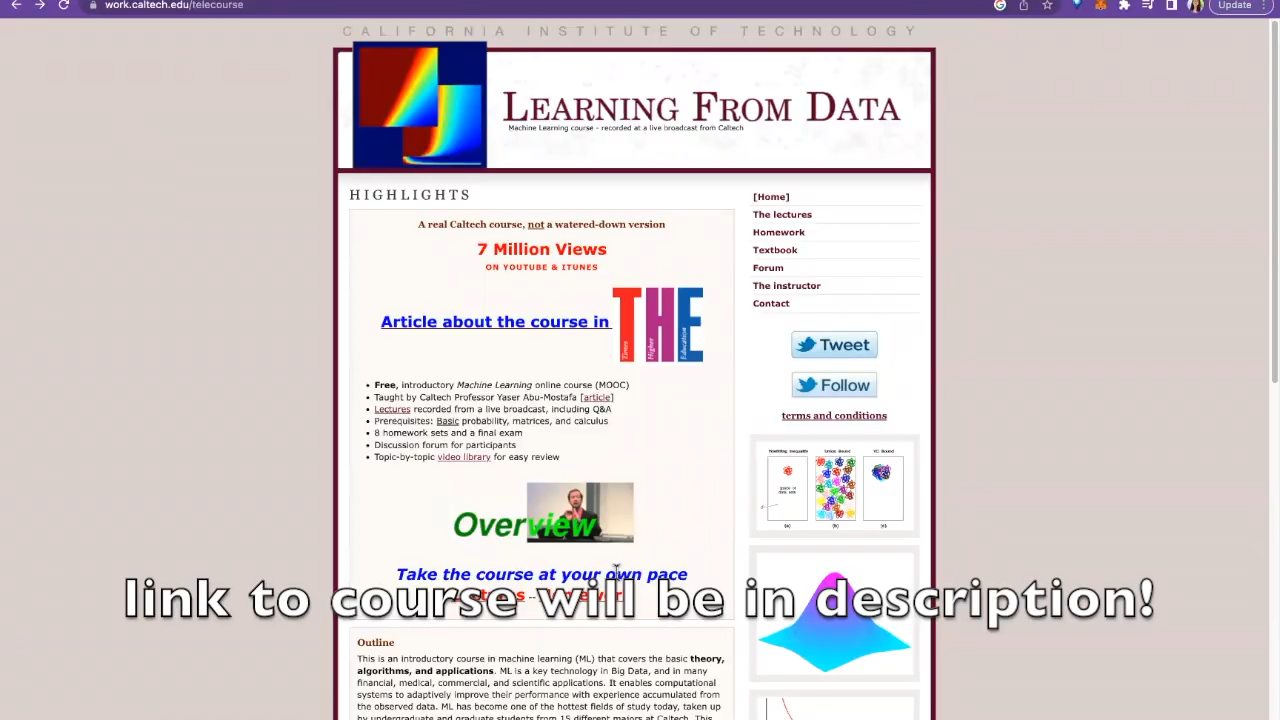 work.caltech.edu/telecourse
Update
CALIFORNIA INSTITUTE OF TECHNOLOGY
LEARNING FROM DATA
Machine Learning course - recorded at a live broadcast from Caltech
HIGHLIGHTS
A real Caltech course, not a watered-down version
7 Million Views
ON YOUTUBE & ITUNES
Article about the course in THE
Times Higher Education
• Free, introductory Machine Learning online course (MOOC)
• Taught by Caltech Professor Yaser Abu-Mostafa [article]
• Lectures recorded from a live broadcast, including Q&A
• Prerequisites: Basic probability, matrices, and calculus
• 8 homework sets and a final exam
• Discussion forum for participants
• Topic-by-topic video library for easy review
Overview
Take the course at your own pace
link to course will be in description!
Outline
This is an introductory course in machine learning (ML) that covers the basic theory,
algorithms, and applications. ML is a key technology in Big Data, and in many
financial, medical, commercial, and scientific applications. It enables computational
systems to adaptively improve their performance with experience accumulated from
the observed data. ML has become one of the hottest fields of study today, taken up
by undergraduate and graduate students from 15 different majors at Caltech. This
[Home]
The lectures
Homework
Textbook
Forum
The instructor
Contact
Tweet
Follow
terms and conditions
Hoeffding Inequality
Union Bound
VC Bound
(a)
(b)
(c)